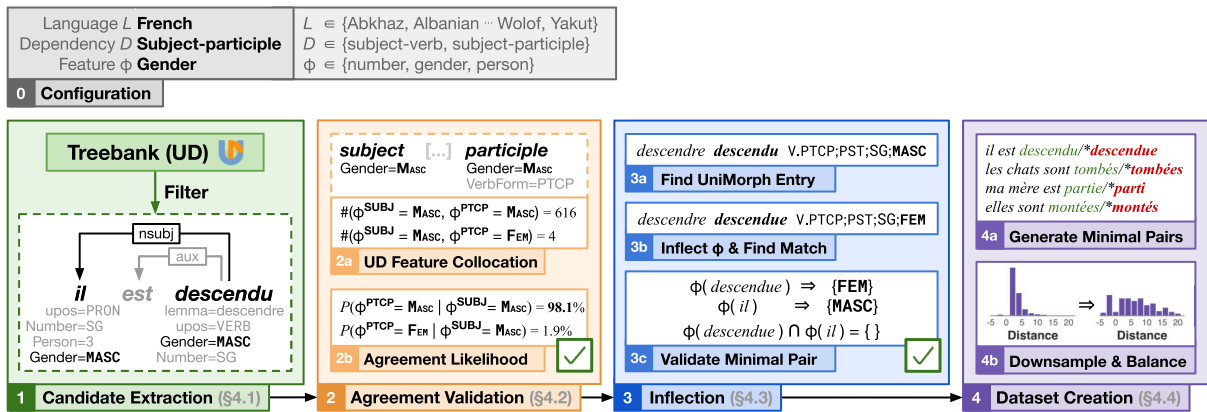 Language L French
Dependency D Subject-participle
Feature ϕ Gender
L ∈ {Abkhaz, Albanian ··· Wolof, Yakut}
D ∈ {subject-verb, subject-participle}
ϕ ∈ {number, gender, person}
0 Configuration
Treebank (UD)
Filter
nsubj
aux
il est descendu
upos=PRON
Number=SG
Person=3
Gender=MASC
lemma=descendre
upos=VERB
Gender=MASC
Number=SG
1 Candidate Extraction (§4.1)
subject [...] participle
Gender=MASC Gender=MASC
VerbForm=PTCP
#(ϕSUBJ = MASC, ϕPTCP = MASC) = 616
#(ϕSUBJ = MASC, ϕPTCP = FEM) = 4
2a UD Feature Collocation
P(ϕPTCP= MASC | ϕSUBJ= MASC) = 98.1%
P(ϕPTCP= FEM | ϕSUBJ= MASC) = 1.9%
2b Agreement Likelihood
2 Agreement Validation (§4.2)
descendre descendu V.PTCP;PST;SG;MASC
3a Find UniMorph Entry
descendre descendue V.PTCP;PST;SG;FEM
3b Inflect ϕ & Find Match
ϕ(descendue) ⇒ {FEM}
ϕ(il) ⇒ {MASC}
ϕ(descendue) ∩ ϕ(il) = { }
3c Validate Minimal Pair
3 Inflection (§4.3)
il est descendu/*descendue
les chats sont tombés/*tombées
ma mère est partie/*parti
elles sont montées/*montés
4a Generate Minimal Pairs
⇒
-5 0 5 10 15 20
Distance
-5 0 5 10 15 20
Distance
4b Downsample & Balance
4 Dataset Creation (§4.4)